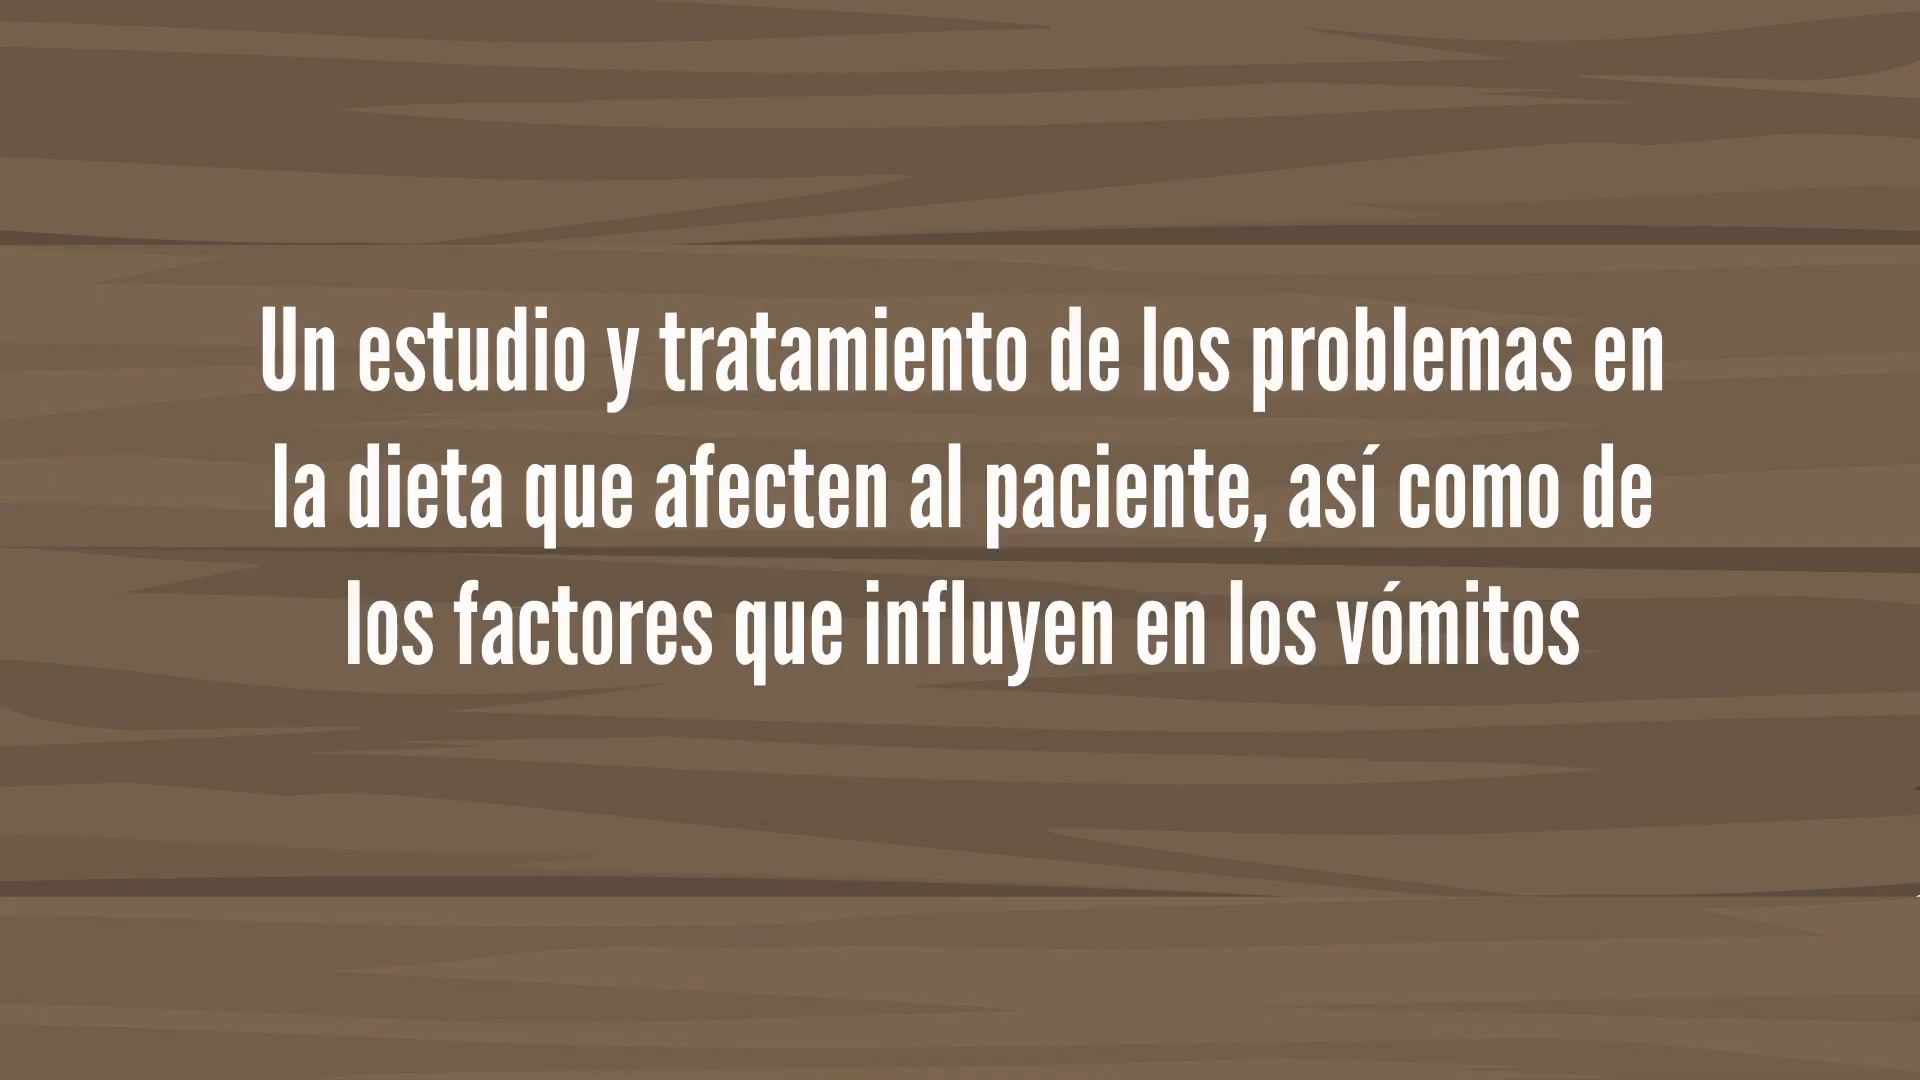 Un estudio y tratamiento de los problemas en
la dieta que afecten al paciente, así como de
los factores que influyen en los vómitos